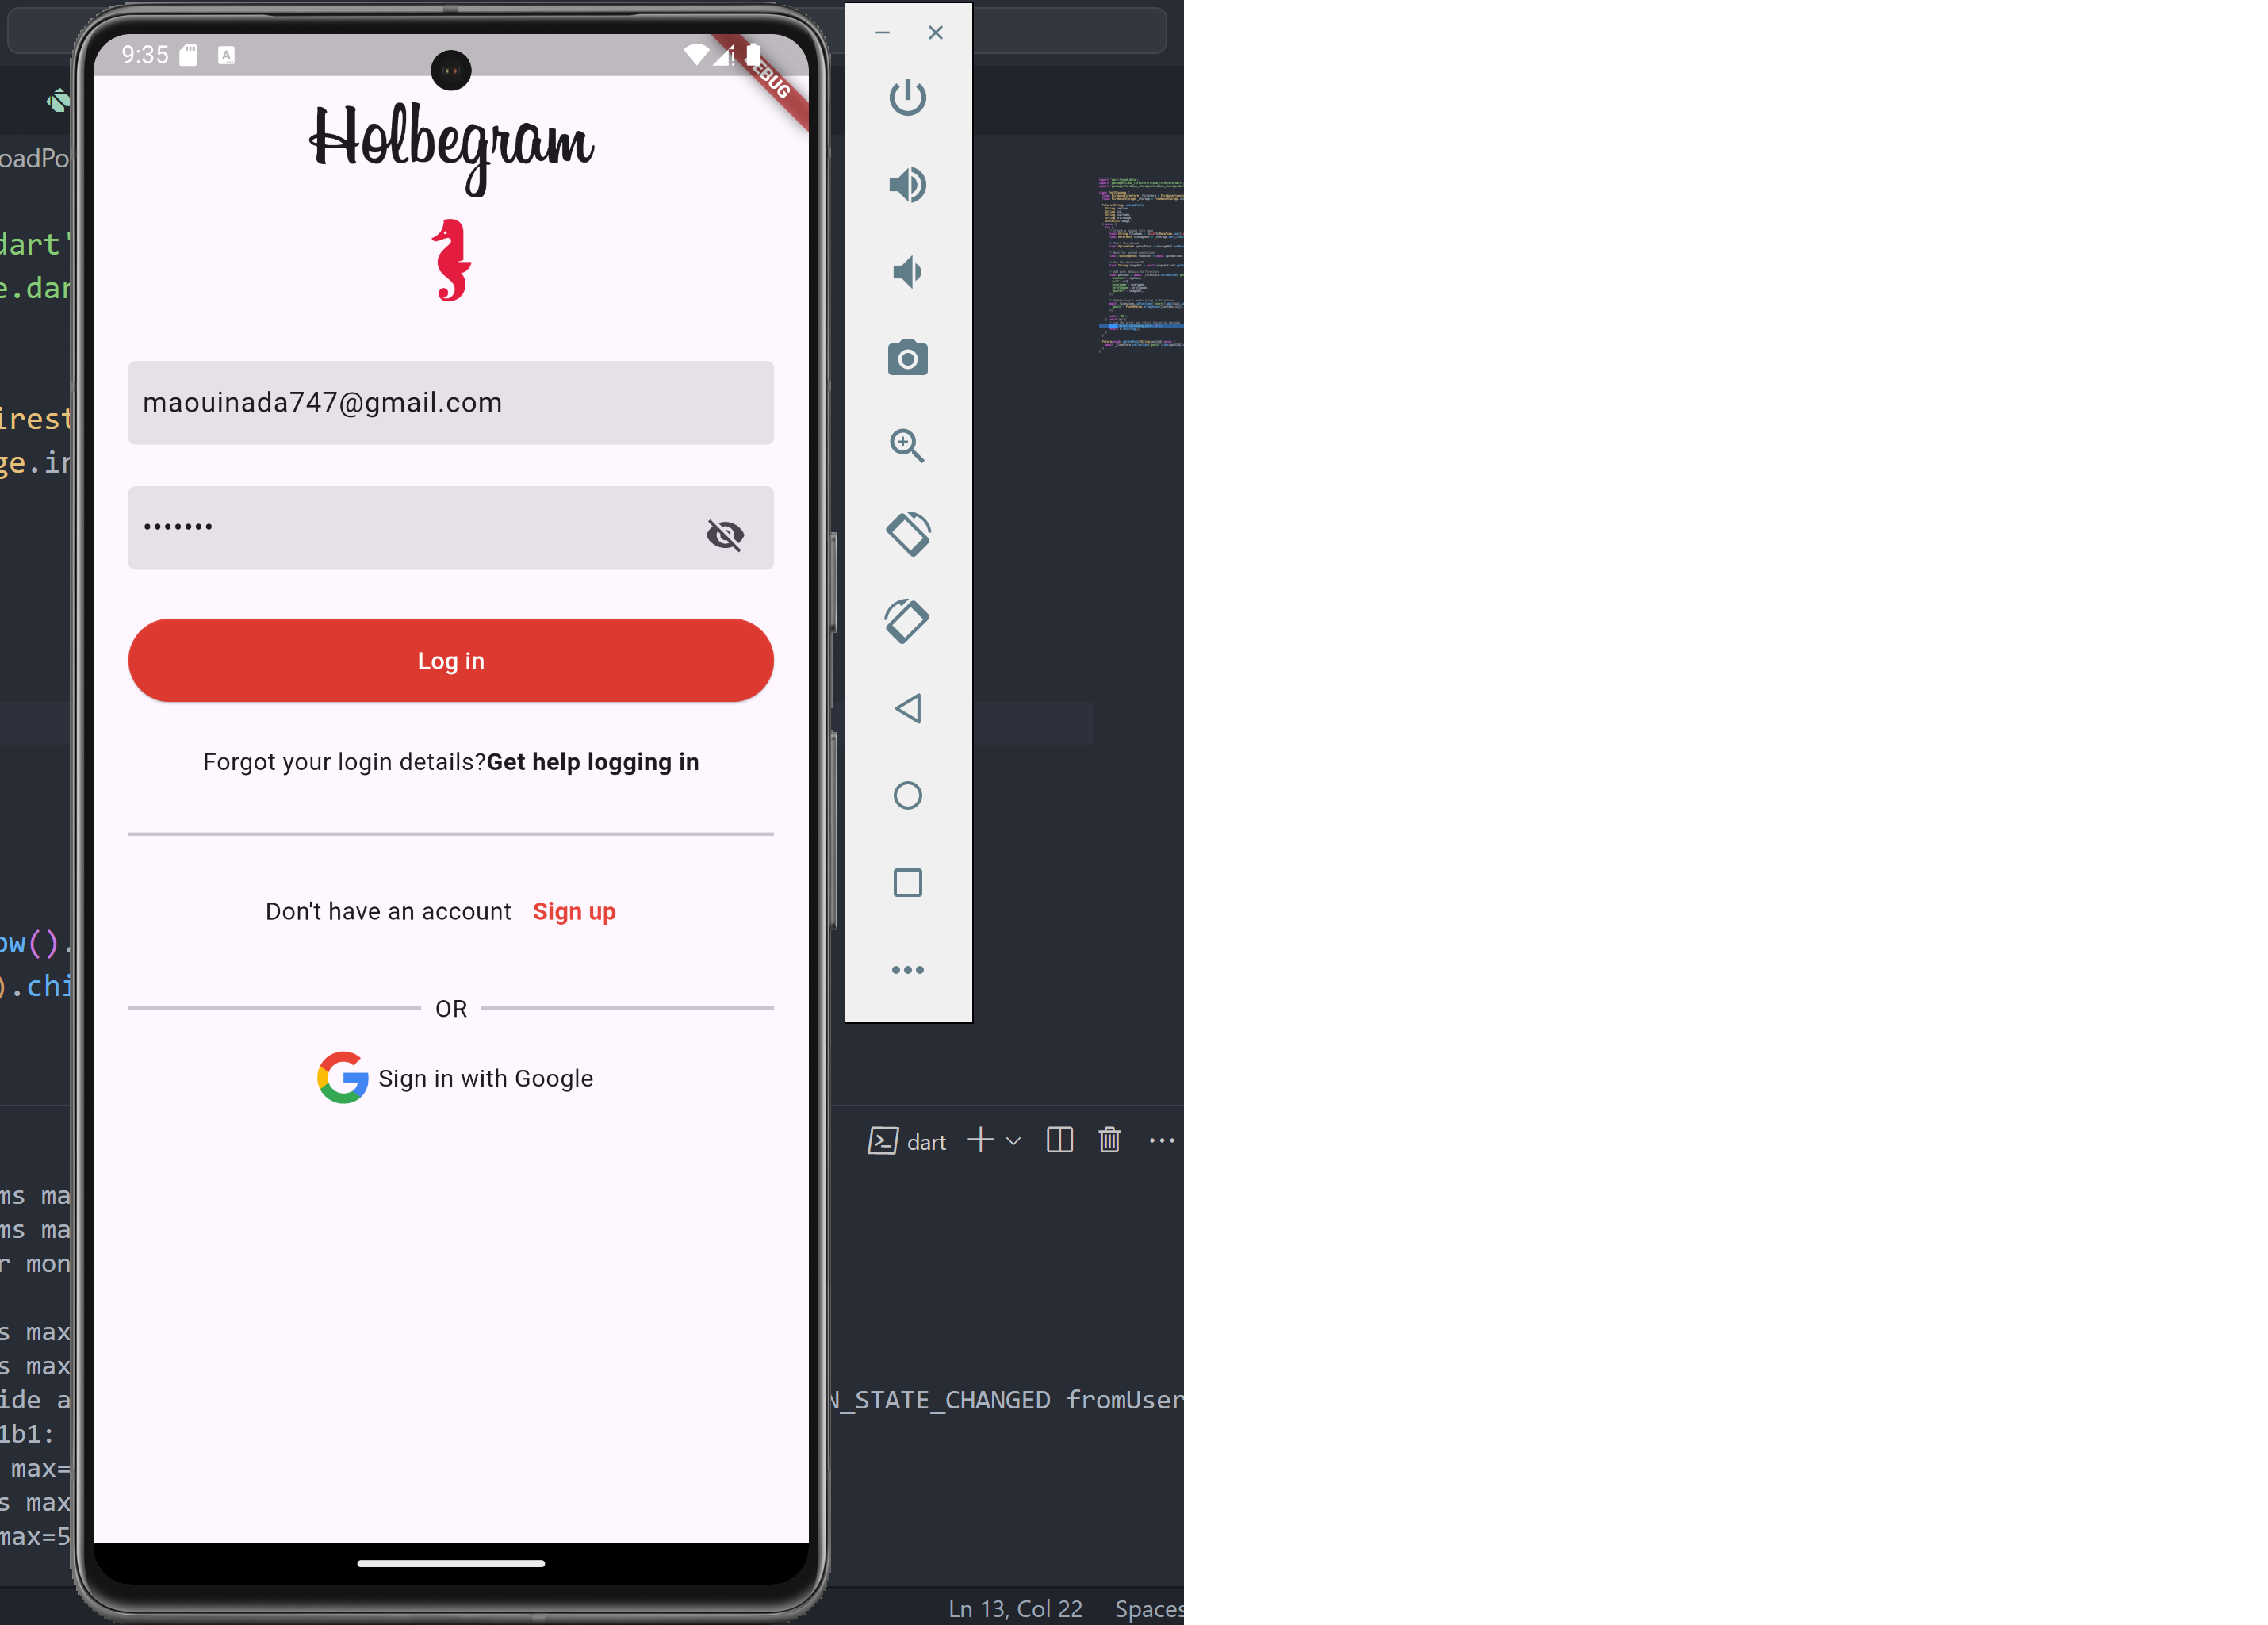 9:35
DEBUG
Holbegram
maouinada747@gmail.com
•••••••
Log in
Forgot your login details?Get help logging in
Don't have an account Sign up
OR
Sign in with Google
oadPo
dart'
e.dar
irest
ge.in
ow().
).chi
dart
ms ma
ms ma
r mon
s max
s max
ide a
N_STATE_CHANGED fromUser
1b1:
max=
s max
max=5
Ln 13, Col 22 Spaces